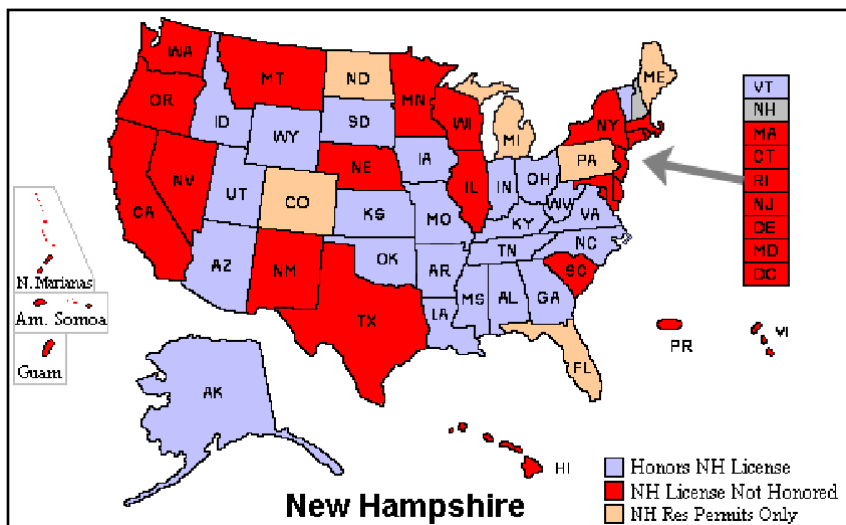 WA
MT
ND
MN
ME
VT
NH
OR
ID
WY
SD
WI
MI
NY
MA
CT
NV
UT
CO
NE
IA
IL
IN
OH
PA
RI
NJ
CA
KS
MO
KY
WV
VA
DE
MD
AZ
NM
OK
AR
TN
NC
SC
DC
TX
LA
MS
AL
GA
FL
N. Marianas
Am. Somoa
Guam
PR
VI
AK
HI
Honors NH License
NH License Not Honored
NH Res Permits Only
New Hampshire